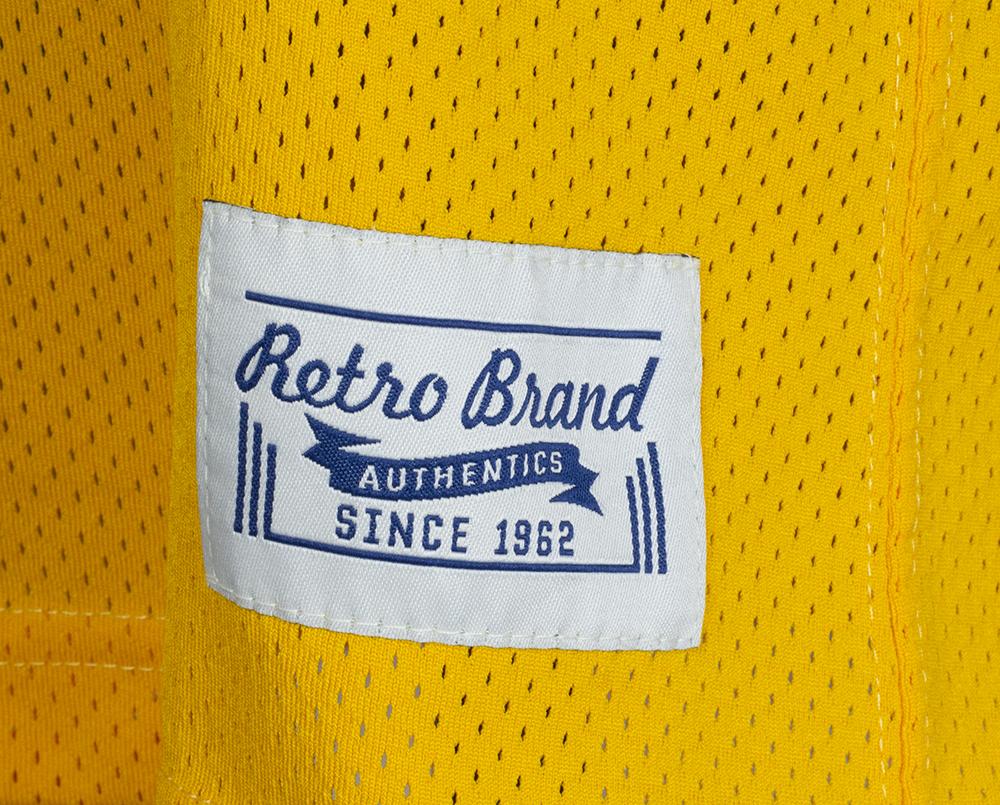 Retro Brand
AUTHENTICS
SINCE 1962